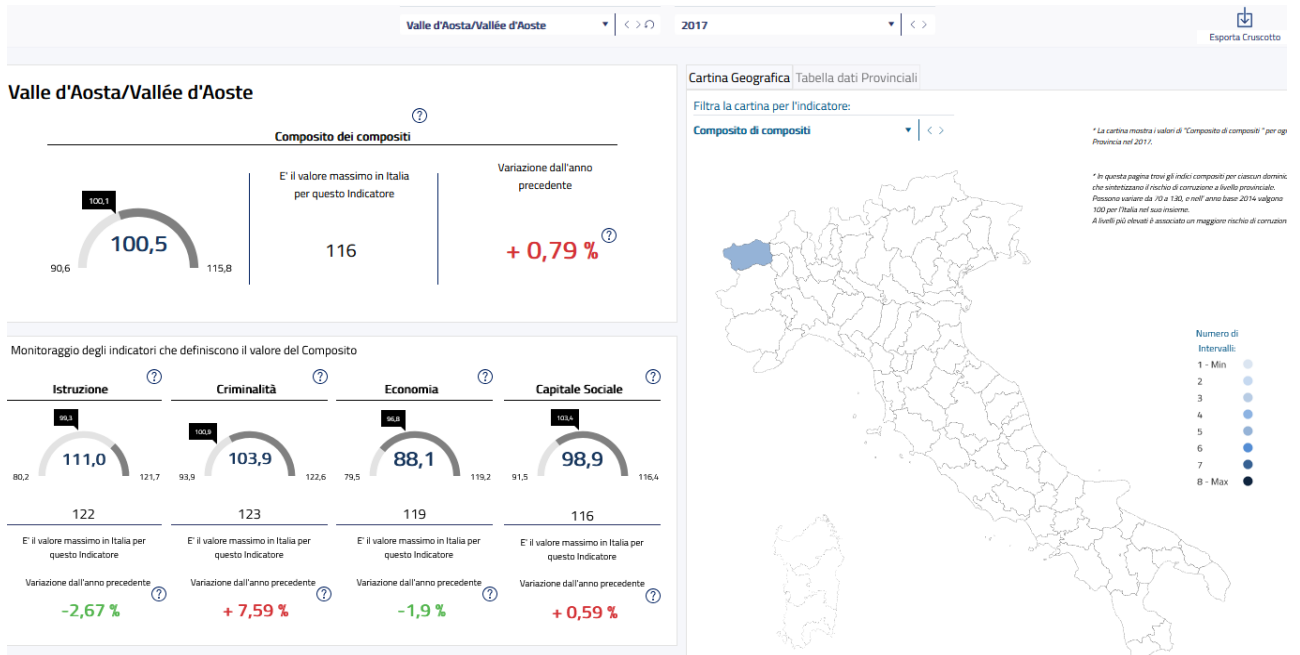 Valle d'Aosta/Vallée d'Aoste
2017
Esporta Cruscotto
Valle d'Aosta/Vallée d'Aoste
?
Composito dei compositi
100,1
100,5
90,6
115,8
E' il valore massimo in Italia
per questo Indicatore
116
Variazione dall'anno
precedente
+ 0,79 %
?
Monitoraggio degli indicatori che definiscono il valore del Composito
?
Istruzione
99,3
111,0
80,2
121,7
122
E' il valore massimo in Italia per
questo Indicatore
Variazione dall'anno precedente
?
-2,67 %
?
Criminalità
100,9
103,9
93,9
122,6
123
E' il valore massimo in Italia per
questo Indicatore
Variazione dall'anno precedente
?
+ 7,59 %
?
Economia
96,8
88,1
79,5
119,2
119
E' il valore massimo in Italia per
questo Indicatore
Variazione dall'anno precedente
?
-1,9 %
?
Capitale Sociale
103,4
98,9
91,5
116,4
116
E' il valore massimo in Italia per
questo Indicatore
Variazione dall'anno precedente
?
+ 0,59 %
Cartina Geografica
Tabella dati Provinciali
Filtra la cartina per l'indicatore:
Composito di compositi
* La cartina mostra i valori di "Composito di compositi " per ogn
Provincia nel 2017.
* In questa pagina trovi gli indici compositi per ciascun dominic
che sintetizzano il rischio di corruzione a livello provinciale.
Possono variare da 70 a 130, e nell' anno base 2014 valgono
100 per l'Italia nel suo insieme.
A livelli più elevati è associato un maggiore rischio di corruzion
Numero di
Intervalli:
1 - Min
2
3
4
5
6
7
8 - Max